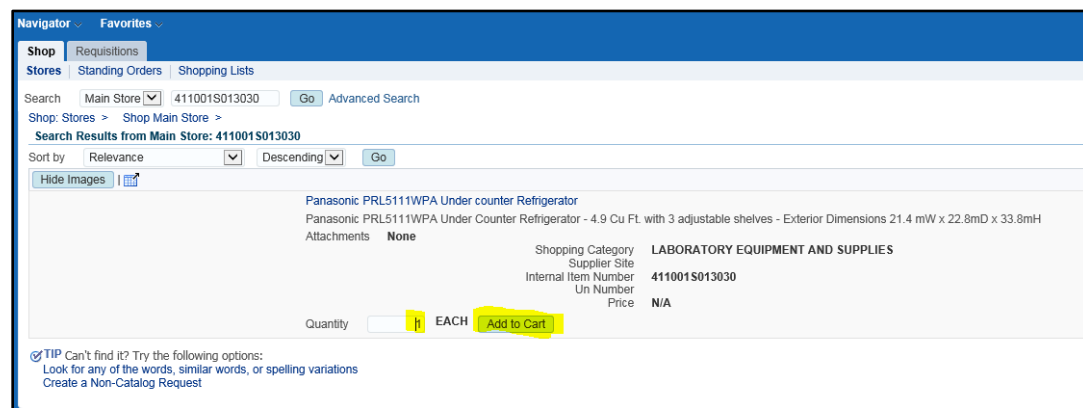 Navigator Favorites
Shop Requisitions
Stores | Standing Orders | Shopping Lists
Search Main Store 411001S013030 Go Advanced Search
Shop: Stores > Shop Main Store >
Search Results from Main Store: 411001S013030
Sort by Relevance Descending Go
Hide Images |
Panasonic PRL5111WPA Under counter Refrigerator
Panasonic PRL5111WPA Under Counter Refrigerator - 4.9 Cu Ft. with 3 adjustable shelves - Exterior Dimensions 21.4 mW x 22.8mD x 33.8mH
Attachments None
Shopping Category LABORATORY EQUIPMENT AND SUPPLIES
Supplier Site
Internal Item Number 411001S013030
Un Number
Price N/A
Quantity 1 EACH Add to Cart
TIP Can't find it? Try the following options:
Look for any of the words, similar words, or spelling variations
Create a Non-Catalog Request